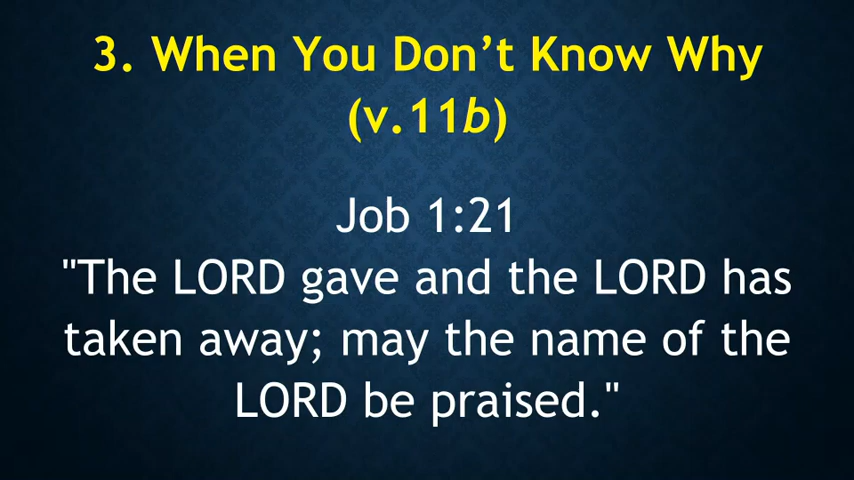 3. When You Don’t Know Why
(v.11b)
Job 1:21
"The LORD gave and the LORD has
taken away; may the name of the
LORD be praised."